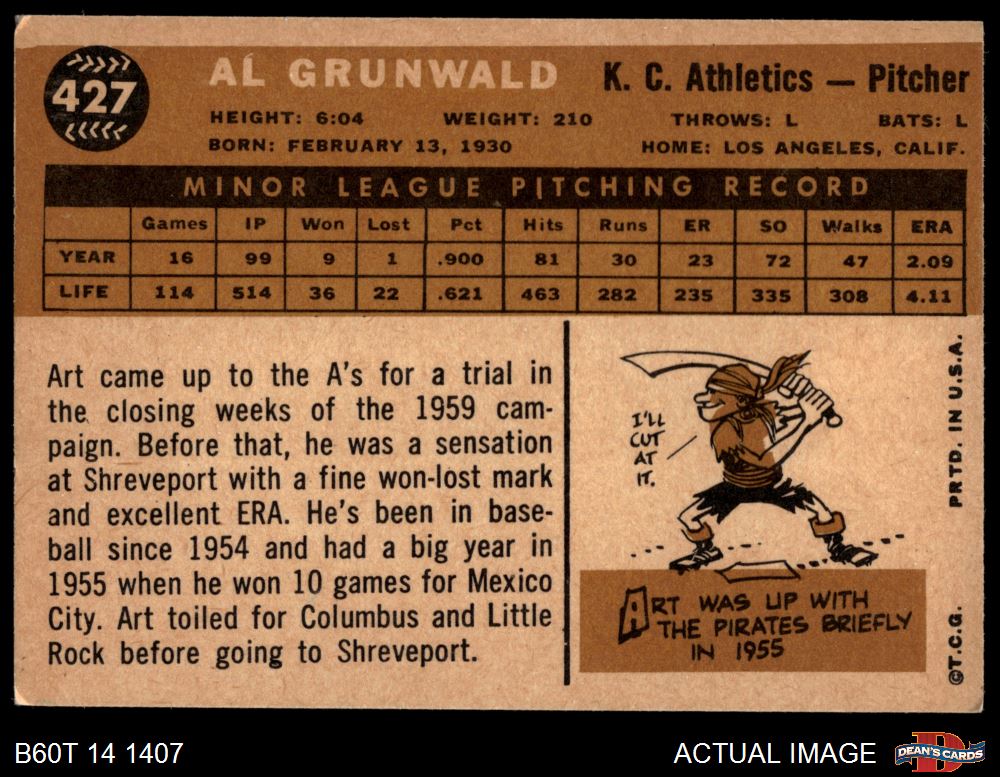 427
AL GRUNWALD
K. C. Athletics — Pitcher
HEIGHT: 6:04 WEIGHT: 210 THROWS: L BATS: L
BORN: FEBRUARY 13, 1930 HOME: LOS ANGELES, CALIF.
MINOR LEAGUE PITCHING RECORD
Games IP Won Lost Pct Hits Runs ER SO Walks ERA
YEAR 16 99 9 1 .900 81 30 23 72 47 2.09
LIFE 114 514 36 22 .621 463 282 235 335 308 4.11
Art came up to the A's for a trial in
the closing weeks of the 1959 cam-
paign. Before that, he was a sensation
at Shreveport with a fine won-lost mark
and excellent ERA. He's been in base-
ball since 1954 and had a big year in
1955 when he won 10 games for Mexico
City. Art toiled for Columbus and Little
Rock before going to Shreveport.
I'LL
CUT
AT
IT.
ART WAS UP WITH
THE PIRATES BRIEFLY
IN 1955
©T.C.G. PRTD. IN U.S.A.
B60T 14 1407
ACTUAL IMAGE
D
DEAN'S CARDS